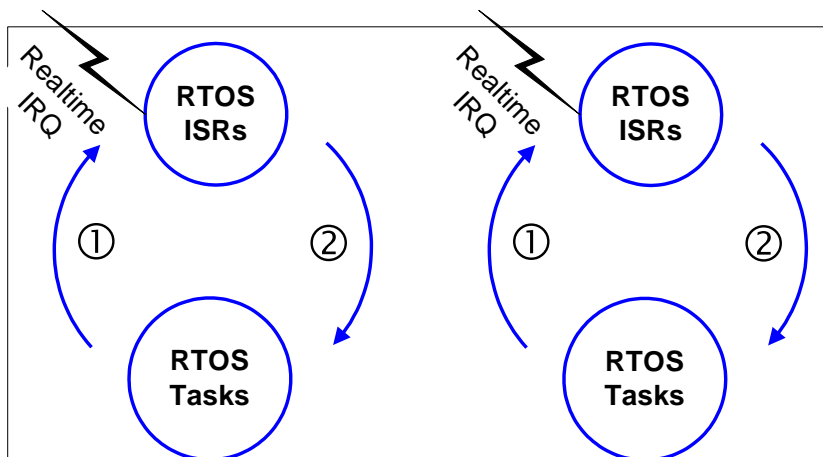 Realtime
IRQ
RTOS
ISRs
①
②
RTOS
Tasks
Realtime
IRQ
RTOS
ISRs
①
②
RTOS
Tasks